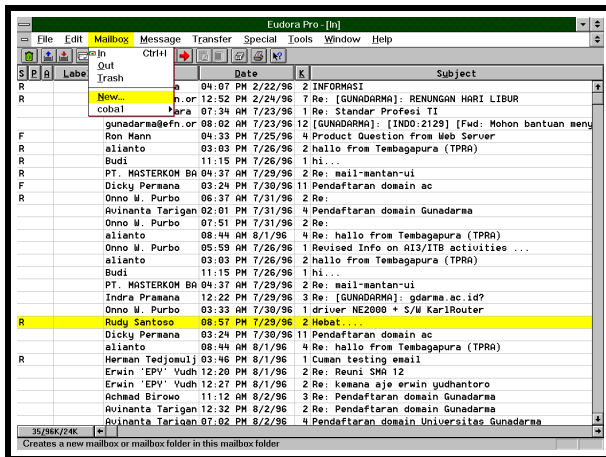 Eudora Pro - [In]
File Edit Mailbox Message Transfer Special Tools Window Help
In Ctrl+I
Out
Trash
New...
coba1
S P A Label Date K Subject
R 04:07 PM 2/22/96 2 INFORMASI
R 12:52 PM 2/24/96 7 Re: [GUNADARMA]: RENUNGAN HARI LIBUR
07:34 AM 7/23/96 1 Re: Standar Profesi TI
gunadarma@efn.or 08:02 AM 7/23/96 12 [GUNADARMA]: [INDO:2129] [Fwd: Mohon bantuan meny
F Ron Mann 04:33 PM 7/25/96 4 Product Question from Web Server
R alianto 03:03 PM 7/26/96 2 hallo from Tembagapura (TPRA)
R Budi 11:15 PM 7/26/96 1 hi...
R PT. MASTERKOM BA 04:37 AM 7/29/96 2 Re: mail-mantan-ui
F Dicky Permana 03:24 PM 7/30/96 11 Pendaftaran domain ac
R Onno W. Purbo 06:37 AM 7/31/96 2 Re:
Avinanta Tarigan 02:01 PM 7/31/96 4 Pendaftaran domain Gunadarma
Onno W. Purbo 07:51 PM 7/31/96 2 Re:
alianto 08:44 AM 8/1/96 4 Re: hallo from Tembagapura (TPRA)
Onno W. Purbo 05:59 AM 7/26/96 1 Revised Info on AI3/ITB activities ...
alianto 03:03 PM 7/26/96 2 hallo from Tembagapura (TPRA)
Budi 11:15 PM 7/26/96 1 hi...
PT. MASTERKOM BA 04:37 AM 7/29/96 2 Re: mail-mantan-ui
Indra Pramana 12:22 PM 7/29/96 3 Re: [GUNADARMA]: gdarma.ac.id?
Onno W. Purbo 03:33 AM 7/30/96 1 driver NE2000 + S/W KarlRouter
R Rudy Santoso 08:57 PM 7/29/96 2 Hebat....
Dicky Permana 03:24 PM 7/30/96 11 Pendaftaran domain ac
alianto 08:44 AM 8/1/96 4 Re: hallo from Tembagapura (TPRA)
R Herman Tedjomulj 03:46 PM 8/1/96 1 Cuman testing email
Erwin 'EPY' Yudh 12:20 PM 8/1/96 2 Re: Reuni SMA 12
Erwin 'EPY' Yudh 12:27 PM 8/1/96 2 Re: kemana aje erwin yudhantoro
Achmad Birowo 11:12 AM 8/2/96 3 Re: Pendaftaran domain Gunadarma
Avinanta Tarigan 12:32 PM 8/2/96 2 Re: Pendaftaran domain Gunadarma
Avinanta Tarigan 07:02 PM 8/2/96 4 Pendaftaran domain Universitas Gunadarma
35/96K/24K
Creates a new mailbox or mailbox folder in this mailbox folder